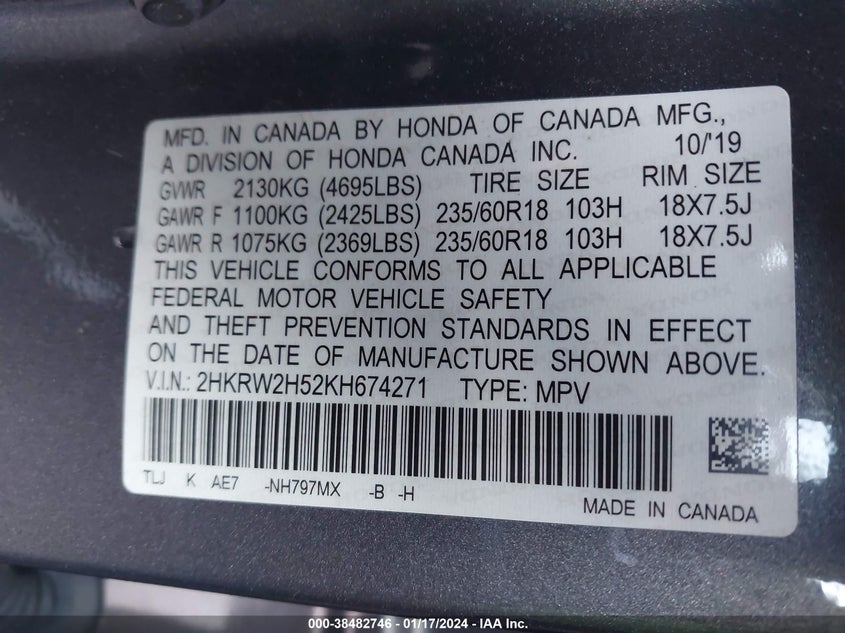 MFD. IN CANADA BY HONDA OF CANADA MFG.,
A DIVISION OF HONDA CANADA INC. 10/'19
GVWR 2130KG (4695LBS) TIRE SIZE RIM SIZE
GAWR F 1100KG (2425LBS) 235/60R18 103H 18X7.5J
GAWR R 1075KG (2369LBS) 235/60R18 103H 18X7.5J
THIS VEHICLE CONFORMS TO ALL APPLICABLE
FEDERAL MOTOR VEHICLE SAFETY
AND THEFT PREVENTION STANDARDS IN EFFECT
ON THE DATE OF MANUFACTURE SHOWN ABOVE.
V.I.N.: 2HKRW2H52KH674271 TYPE: MPV
TLJ K AE7 -NH797MX -B -H
MADE IN CANADA
000-38482746 - 01/17/2024 - IAA Inc.